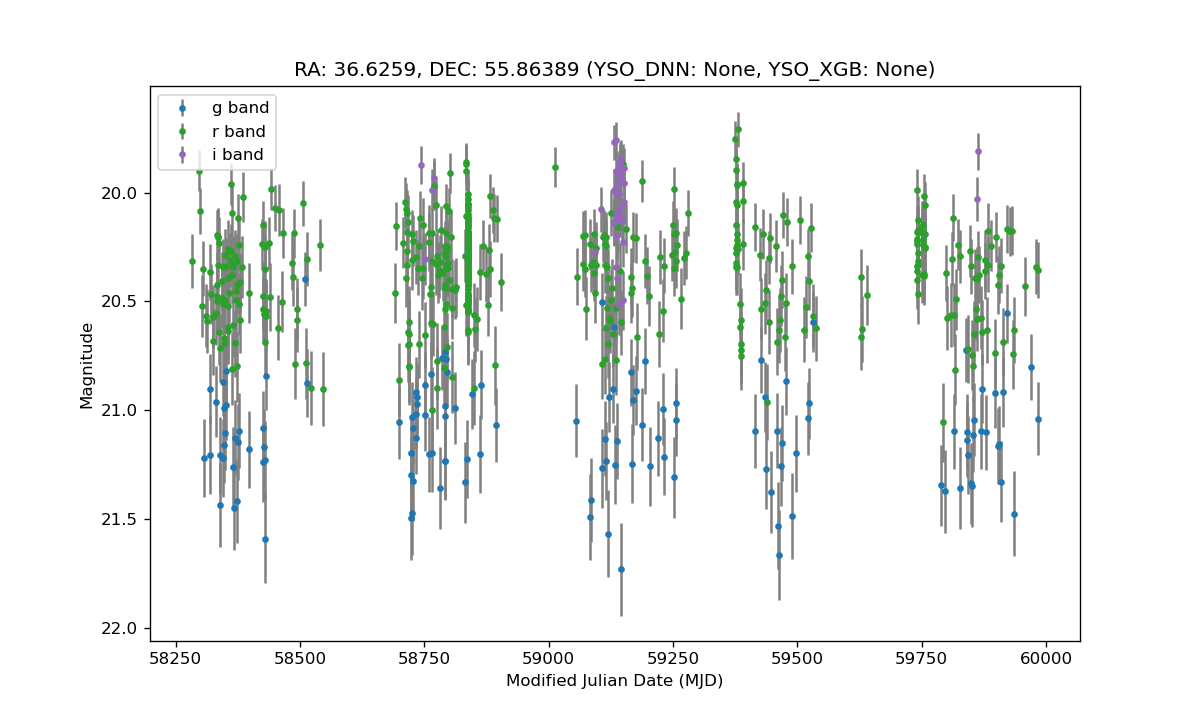 RA: 36.6259, DEC: 55.86389 (YSO_DNN: None, YSO_XGB: None)
g band
r band
i band
20.0
20.5
21.0
21.5
22.0
Magnitude
58250 58500 58750 59000 59250 59500 59750 60000
Modified Julian Date (MJD)